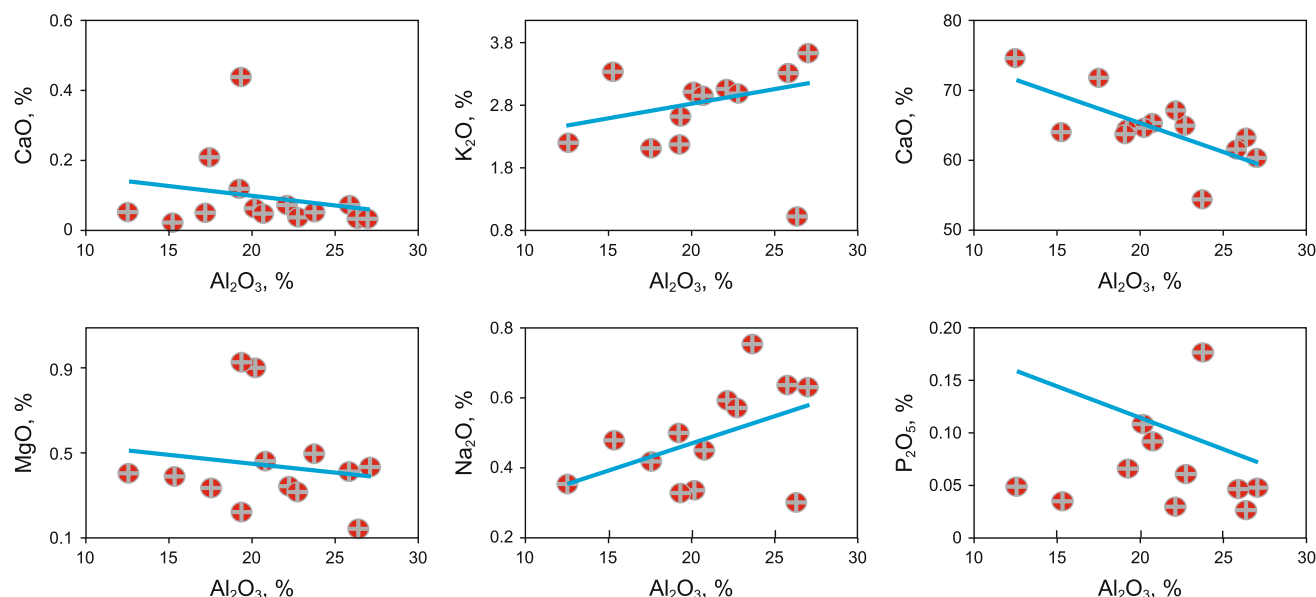 CaO, %
0.6
0.4
0.2
0
10 15 20 25 30
Al₂O₃, %
K₂O, %
3.8
2.8
1.8
0.8
10 15 20 25 30
Al₂O₃, %
CaO, %
80
70
60
50
10 15 20 25 30
Al₂O₃, %
MgO, %
0.9
0.5
0.1
10 15 20 25 30
Al₂O₃, %
Na₂O, %
0.8
0.6
0.4
0.2
10 15 20 25 30
Al₂O₃, %
P₂O₅, %
0.20
0.15
0.10
0.05
0
10 15 20 25 30
Al₂O₃, %